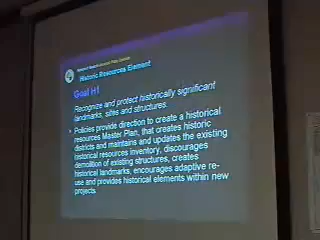 Historic Resources Element
Goal H1
Recognize and protect historically significant
landmarks, sites and structures.
Policies provide direction to create a historical
resources Master Plan, that creates historic
districts and maintains and updates the existing
historical resources inventory, discourages
demolition of existing structures, creates
historical landmarks, encourages adaptive re-
use and provides historical elements within new
projects.